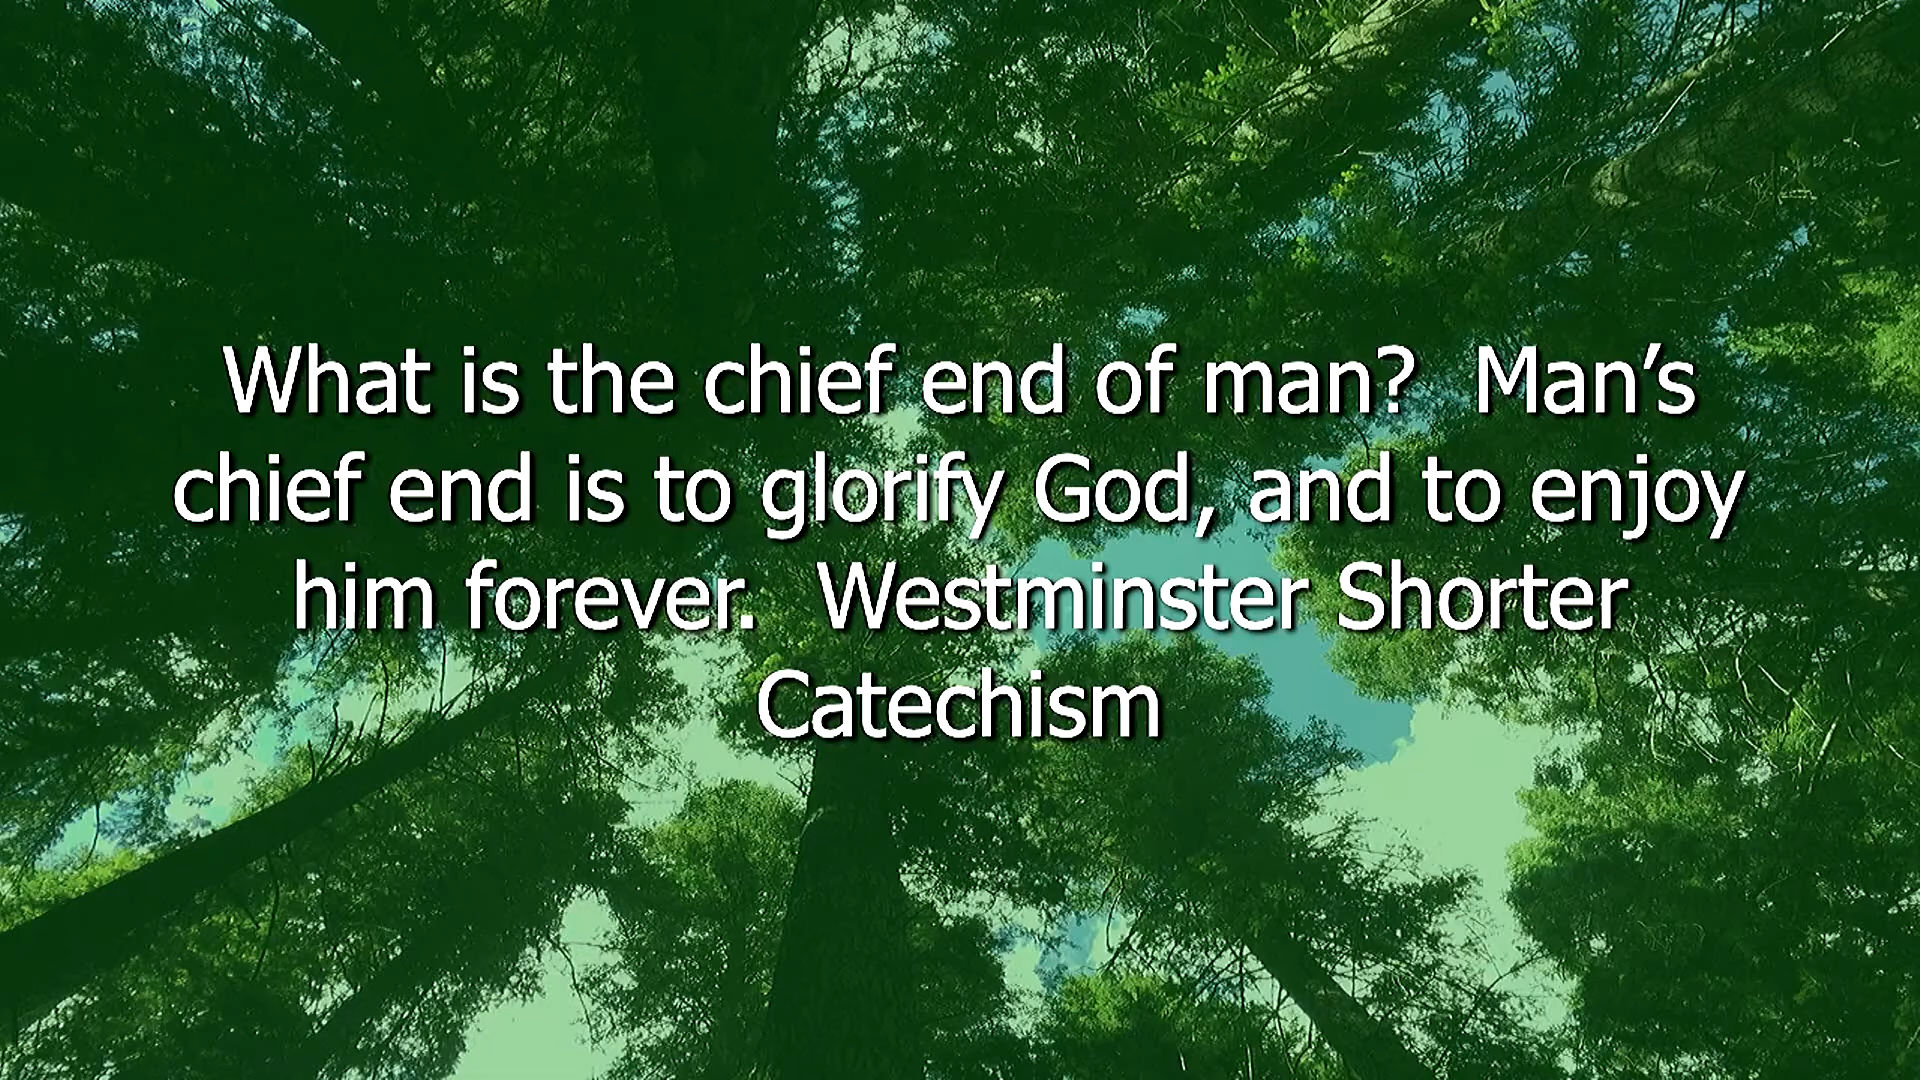 What is the chief end of man?  Man’s
chief end is to glorify God, and to enjoy
him forever.  Westminster Shorter
Catechism